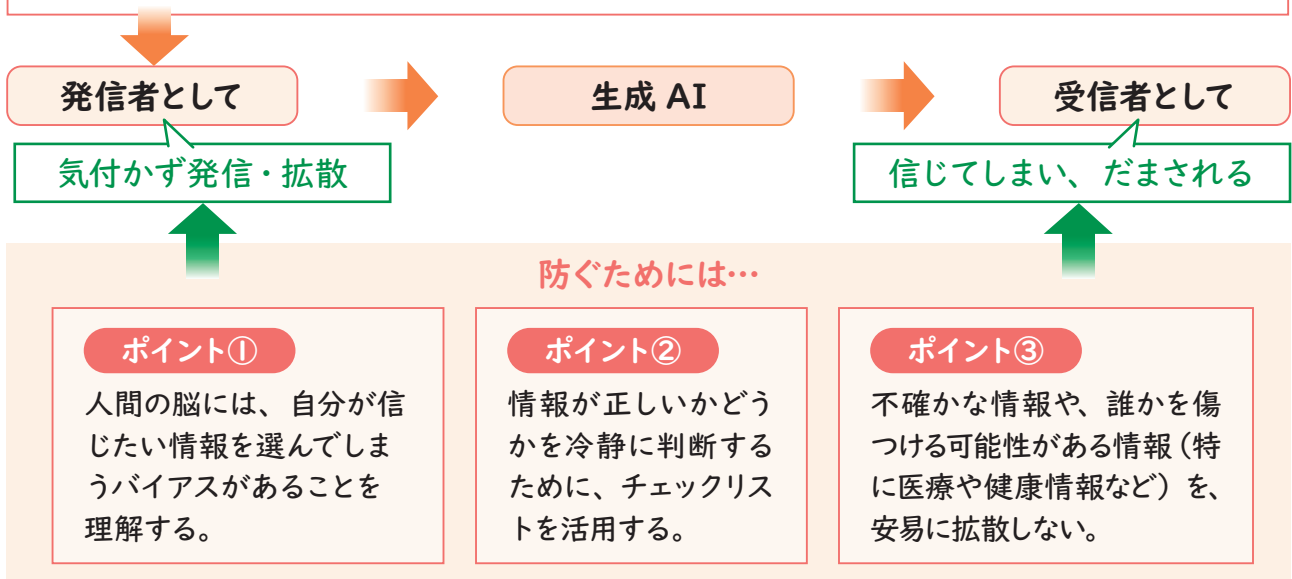 発信者として
生成 AI
受信者として
気付かず発信・拡散
信じてしまい、だまされる
防ぐためには…
ポイント①
人間の脳には、自分が信
じたい情報を選んでしま
うバイアスがあることを
理解する。
ポイント②
情報が正しいかどう
かを冷静に判断する
ために、チェックリス
トを活用する。
ポイント③
不確かな情報や、誰かを傷
つける可能性がある情報(特
に医療や健康情報など)を、
安易に拡散しない。